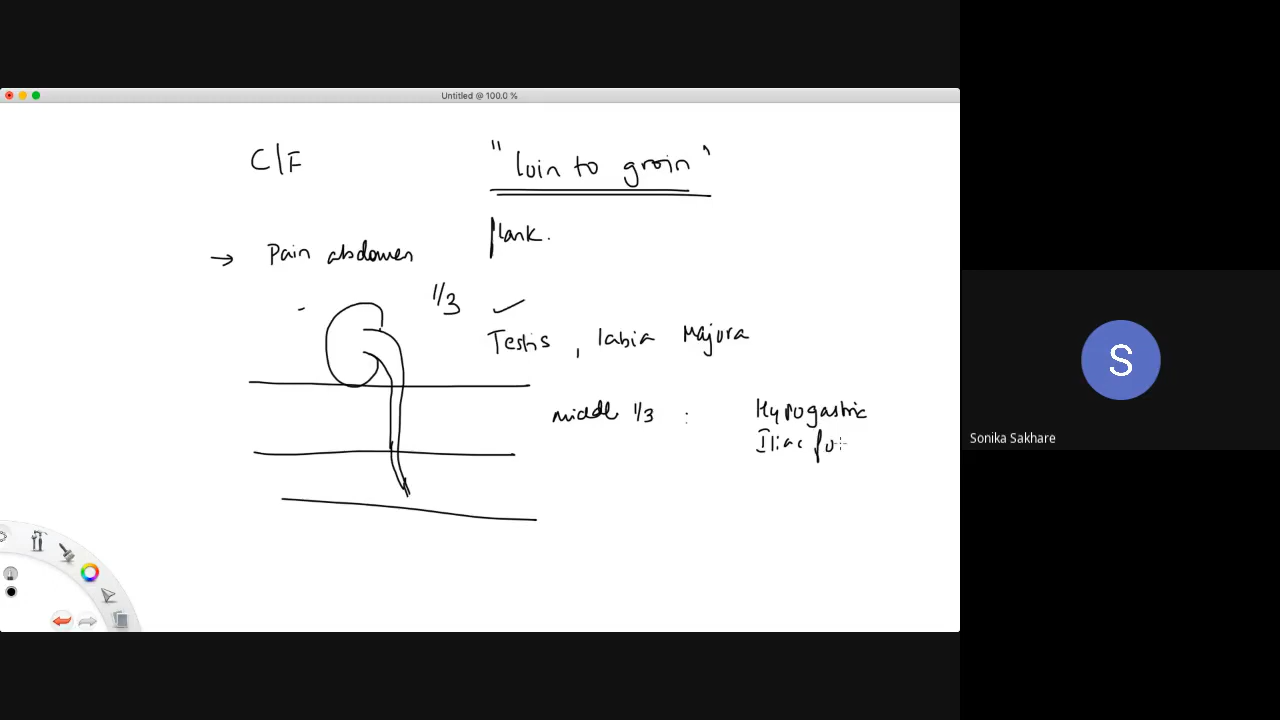 Untitled @ 100.0 %
C/F
"loin to groin"
flank.
→ Pain abdomen
1/3 ✓
Testis, labia Majora
middle 1/3 : Hypogastric
Iliac fo
S
Sonika Sakhare